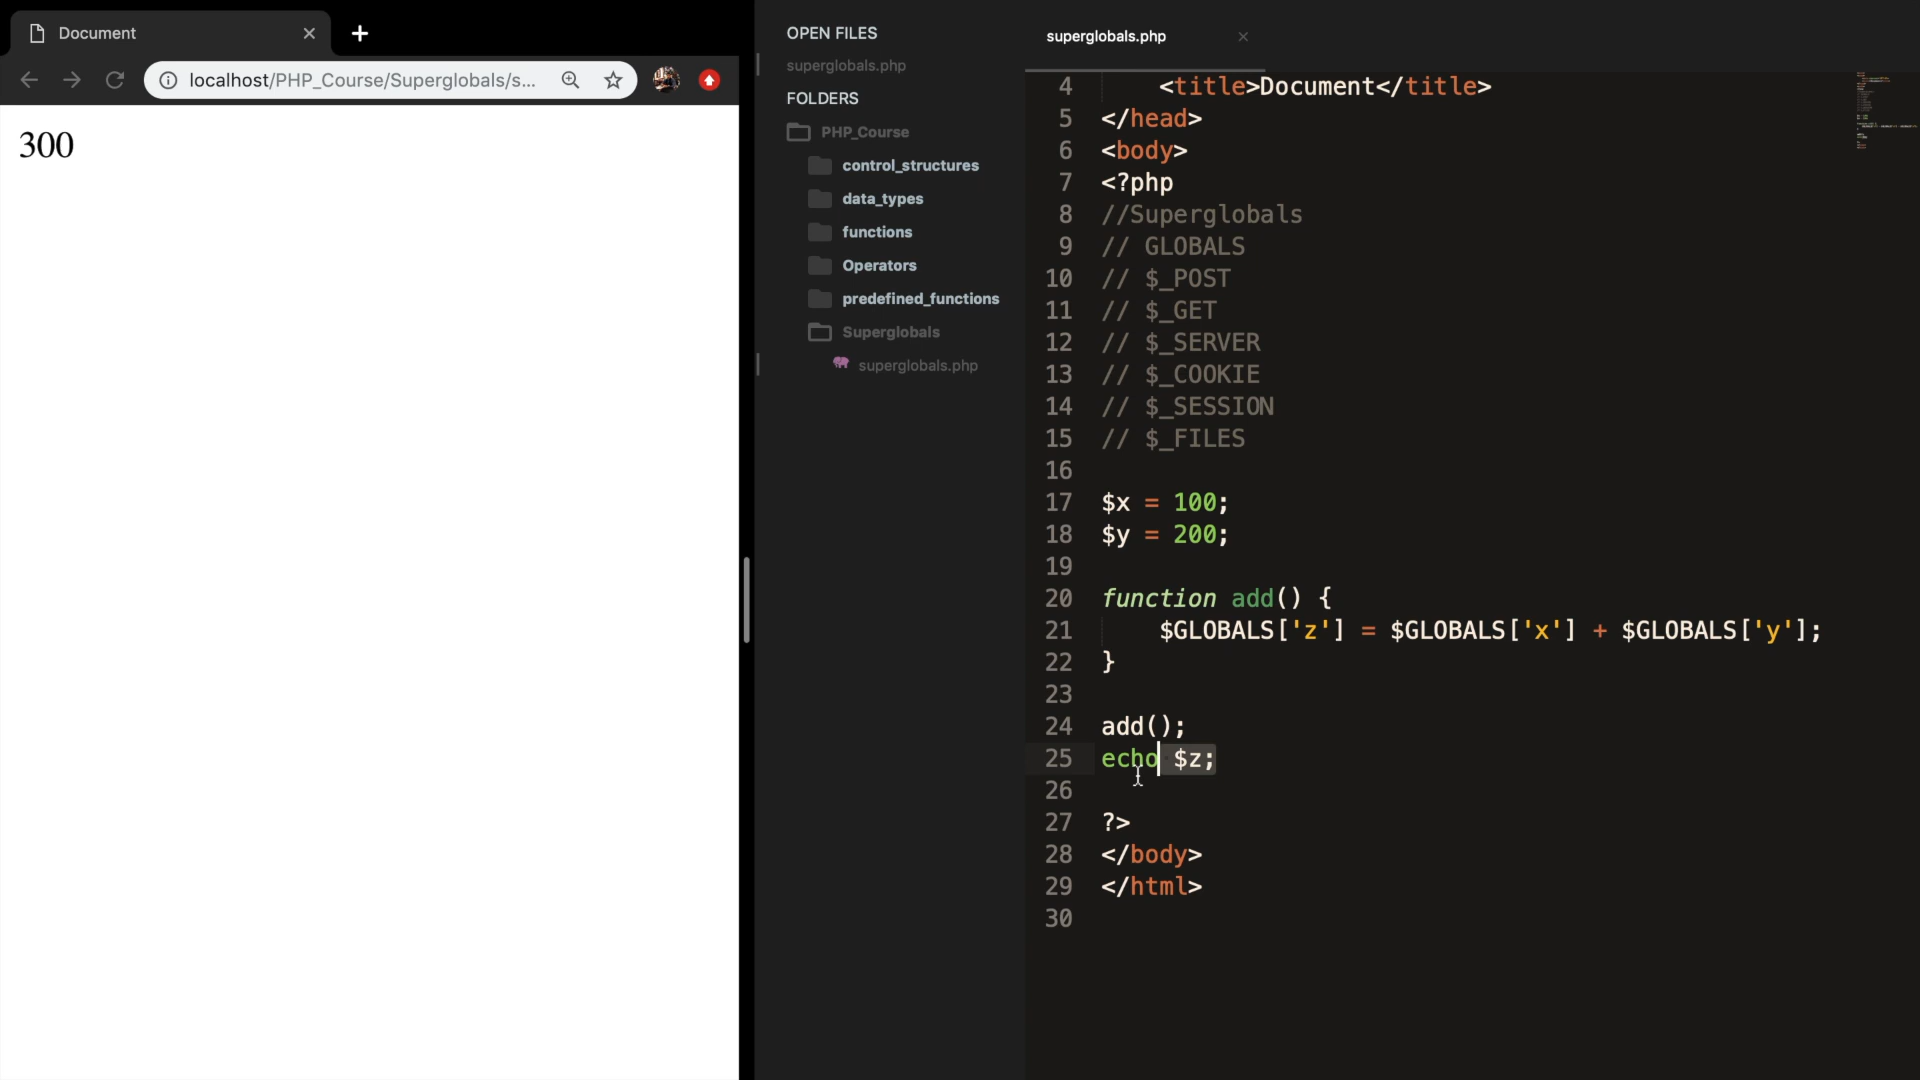 Document
localhost/PHP_Course/Superglobals/s...
300
OPEN FILES
superglobals.php
FOLDERS
PHP_Course
control_structures
data_types
functions
Operators
predefined_functions
Superglobals
superglobals.php
superglobals.php
4 <title>Document</title>
5 </head>
6 <body>
7 <?php
8 //Superglobals
9 // GLOBALS
10 // $_POST
11 // $_GET
12 // $_SERVER
13 // $_COOKIE
14 // $_SESSION
15 // $_FILES
16
17 $x = 100;
18 $y = 200;
19
20 function add() {
21 $GLOBALS['z'] = $GLOBALS['x'] + $GLOBALS['y'];
22 }
23
24 add();
25 echo $z;
26
27 ?>
28 </body>
29 </html>
30